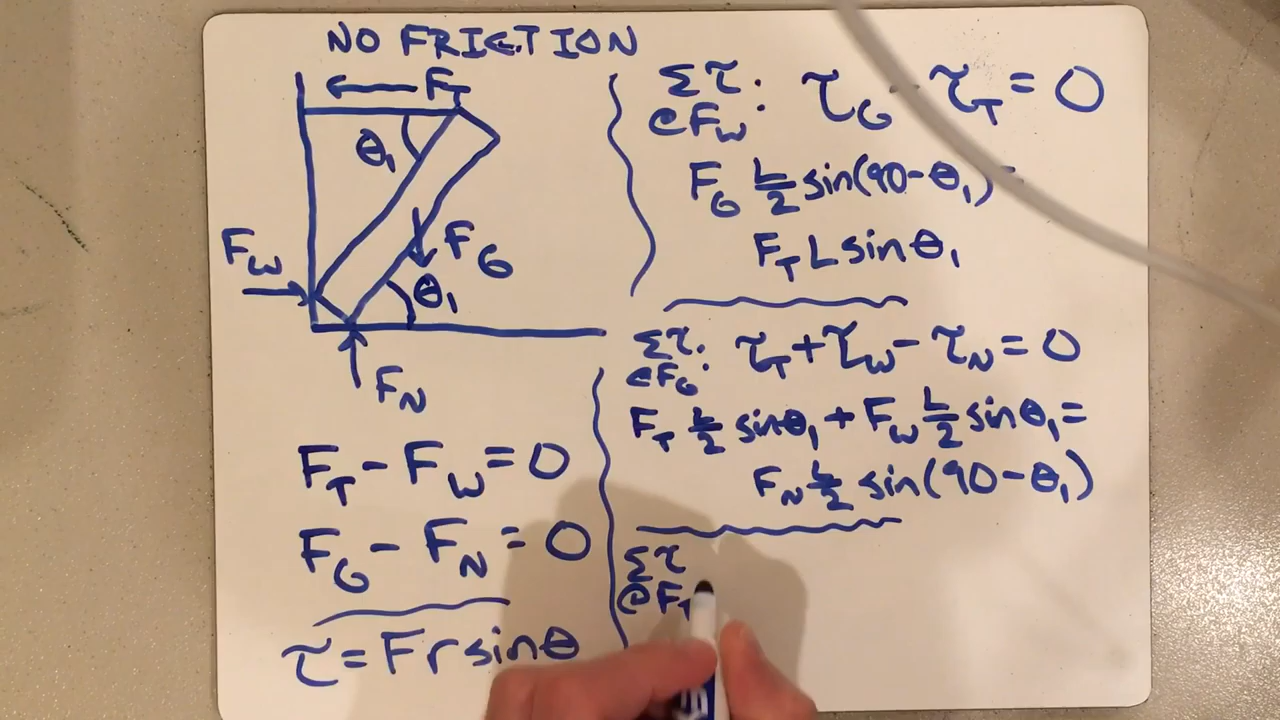 NO FRICTION
F_T
θ₁
F_W
F_G
θ₁
F_N
F_T - F_W = 0
F_G - F_N = 0
τ = Fr sinθ
Στ @F_W: τ_G - τ_T = 0
F_G L/2 sin(90-θ₁) =
F_T L sinθ₁
Στ @F_G: τ_T + τ_W - τ_N = 0
F_T L/2 sinθ₁ + F_W L/2 sinθ₁ =
F_N L/2 sin(90-θ₁)
Στ
@F_T